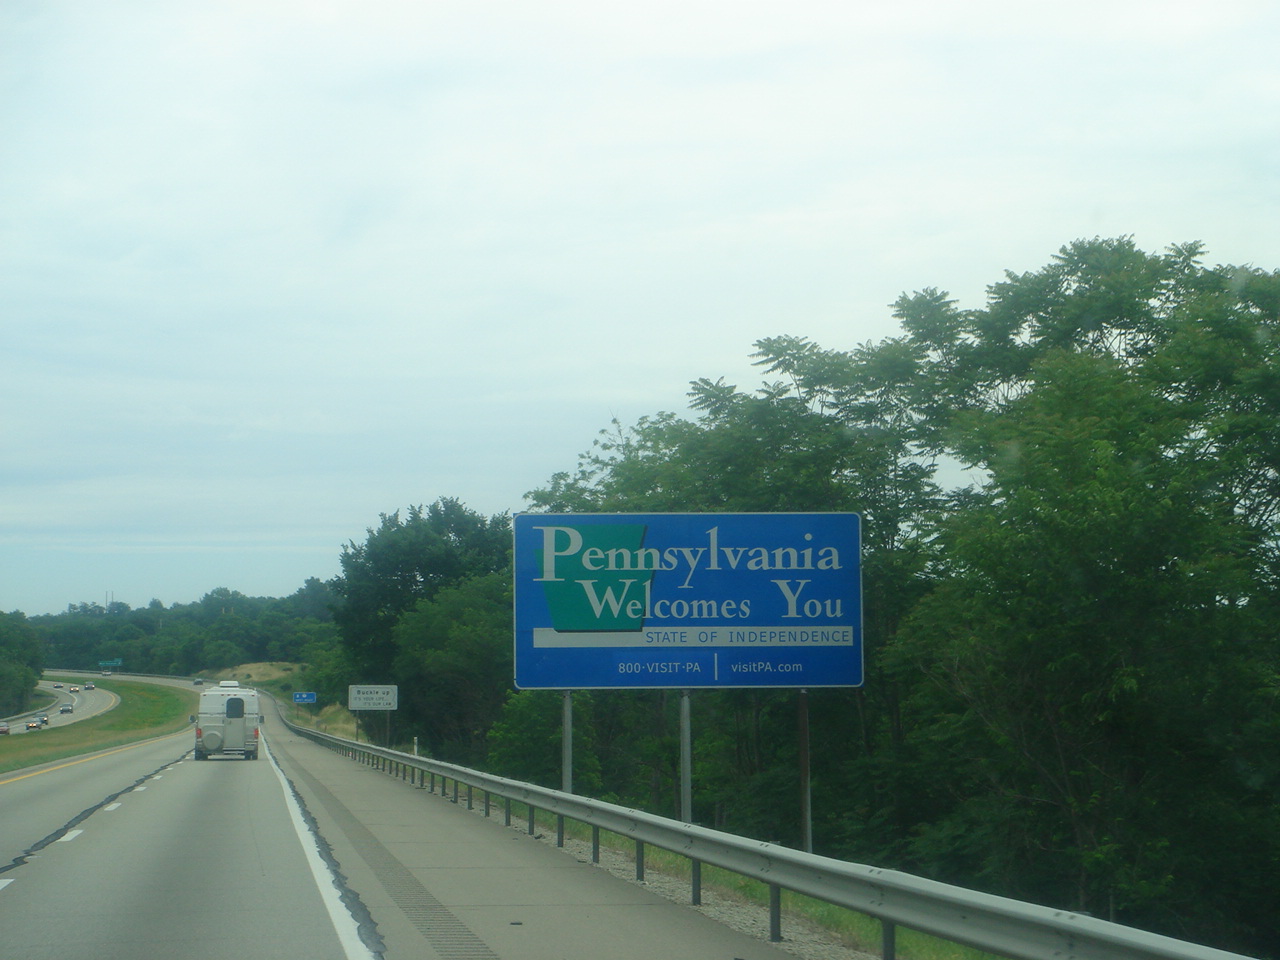 Pennsylvania
Welcomes You
STATE OF INDEPENDENCE
800-VISIT-PA visitPA.com
Buckle up